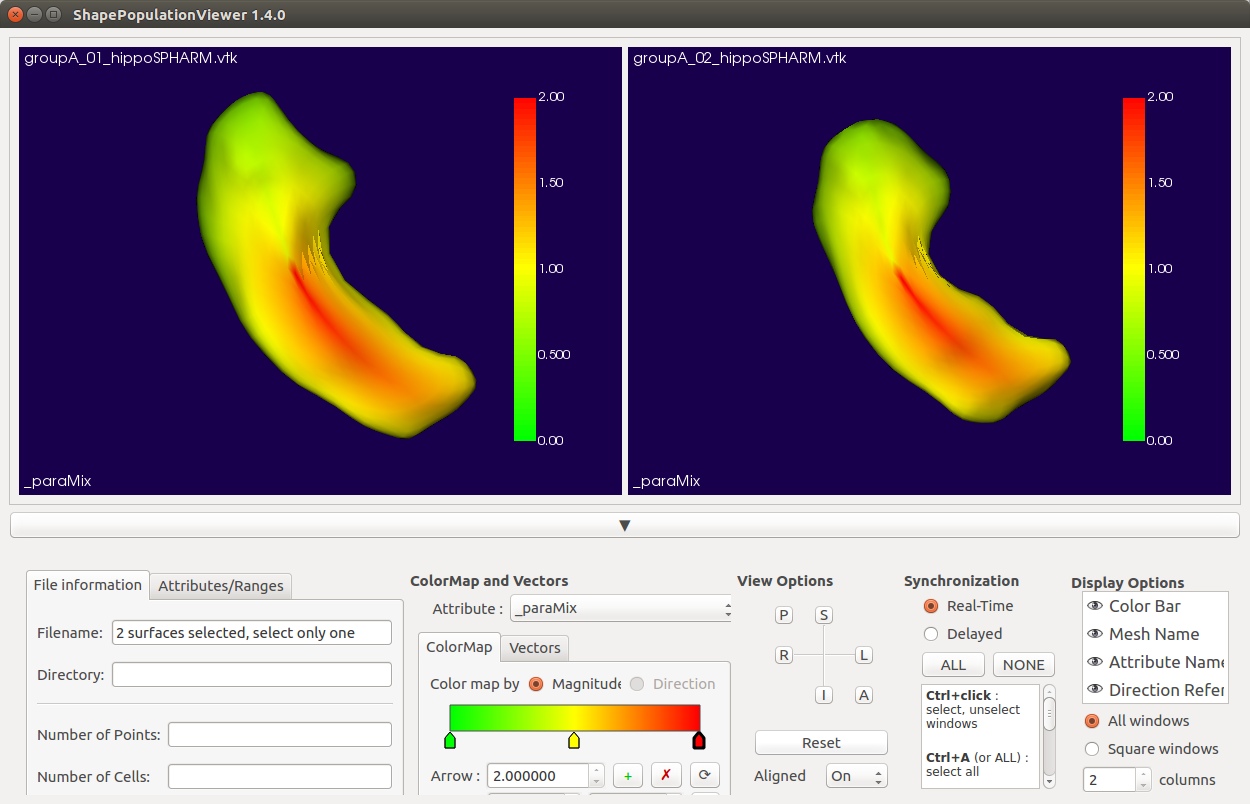 ShapePopulationViewer 1.4.0
groupA_01_hippoSPHARM.vtk
2.00
1.50
1.00
0.500
0.00
_paraMix
groupA_02_hippoSPHARM.vtk
2.00
1.50
1.00
0.500
0.00
_paraMix
▼
File information
Attributes/Ranges
Filename:
2 surfaces selected, select only one
Directory:
Number of Points:
Number of Cells:
ColorMap and Vectors
Attribute :
_paraMix
ColorMap
Vectors
Color map by
Magnitude
Direction
Arrow :
2.000000
+
✗
⟳
View Options
P
S
R
L
I
A
Reset
Aligned
On
Synchronization
Real-Time
Delayed
ALL
NONE
Ctrl+click :
select, unselect
windows
Ctrl+A (or ALL) :
select all
Display Options
Color Bar
Mesh Name
Attribute Name
Direction Refer
All windows
Square windows
2
columns